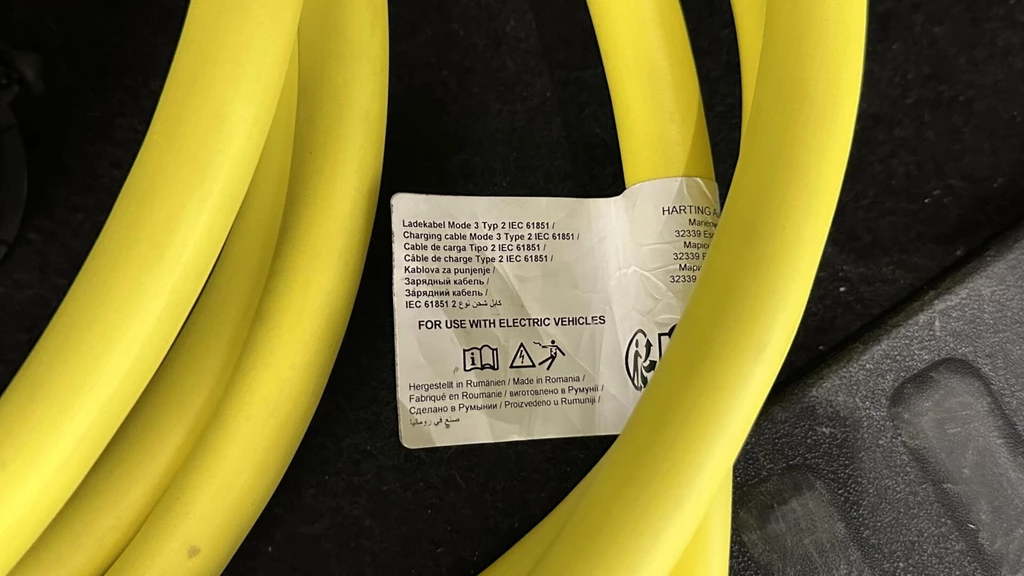 Ladekabel Mode 3 Typ 2 IEC 61851 /
Charging cable Mode 3 Type 2 IEC 61851 /
Cable de carga Tipo 2 IEC 61851 /
Câble de charge Type 2 IEC 61851 /
Kablova za punjenje /
Зарядный кабель /
Зарядний кабель /
كابل شحن نوع 2 IEC 61851
FOR USE WITH ELECTRIC VEHICLES
Hergestellt in Rumänien / Made in Romania /
Fabriqué en Roumanie / виготовлено в Румунії /
Сделано в Румынии / Proizvedeno u Rumuniji /
صنع في رومانيا
HARTING
32339
32339
32339